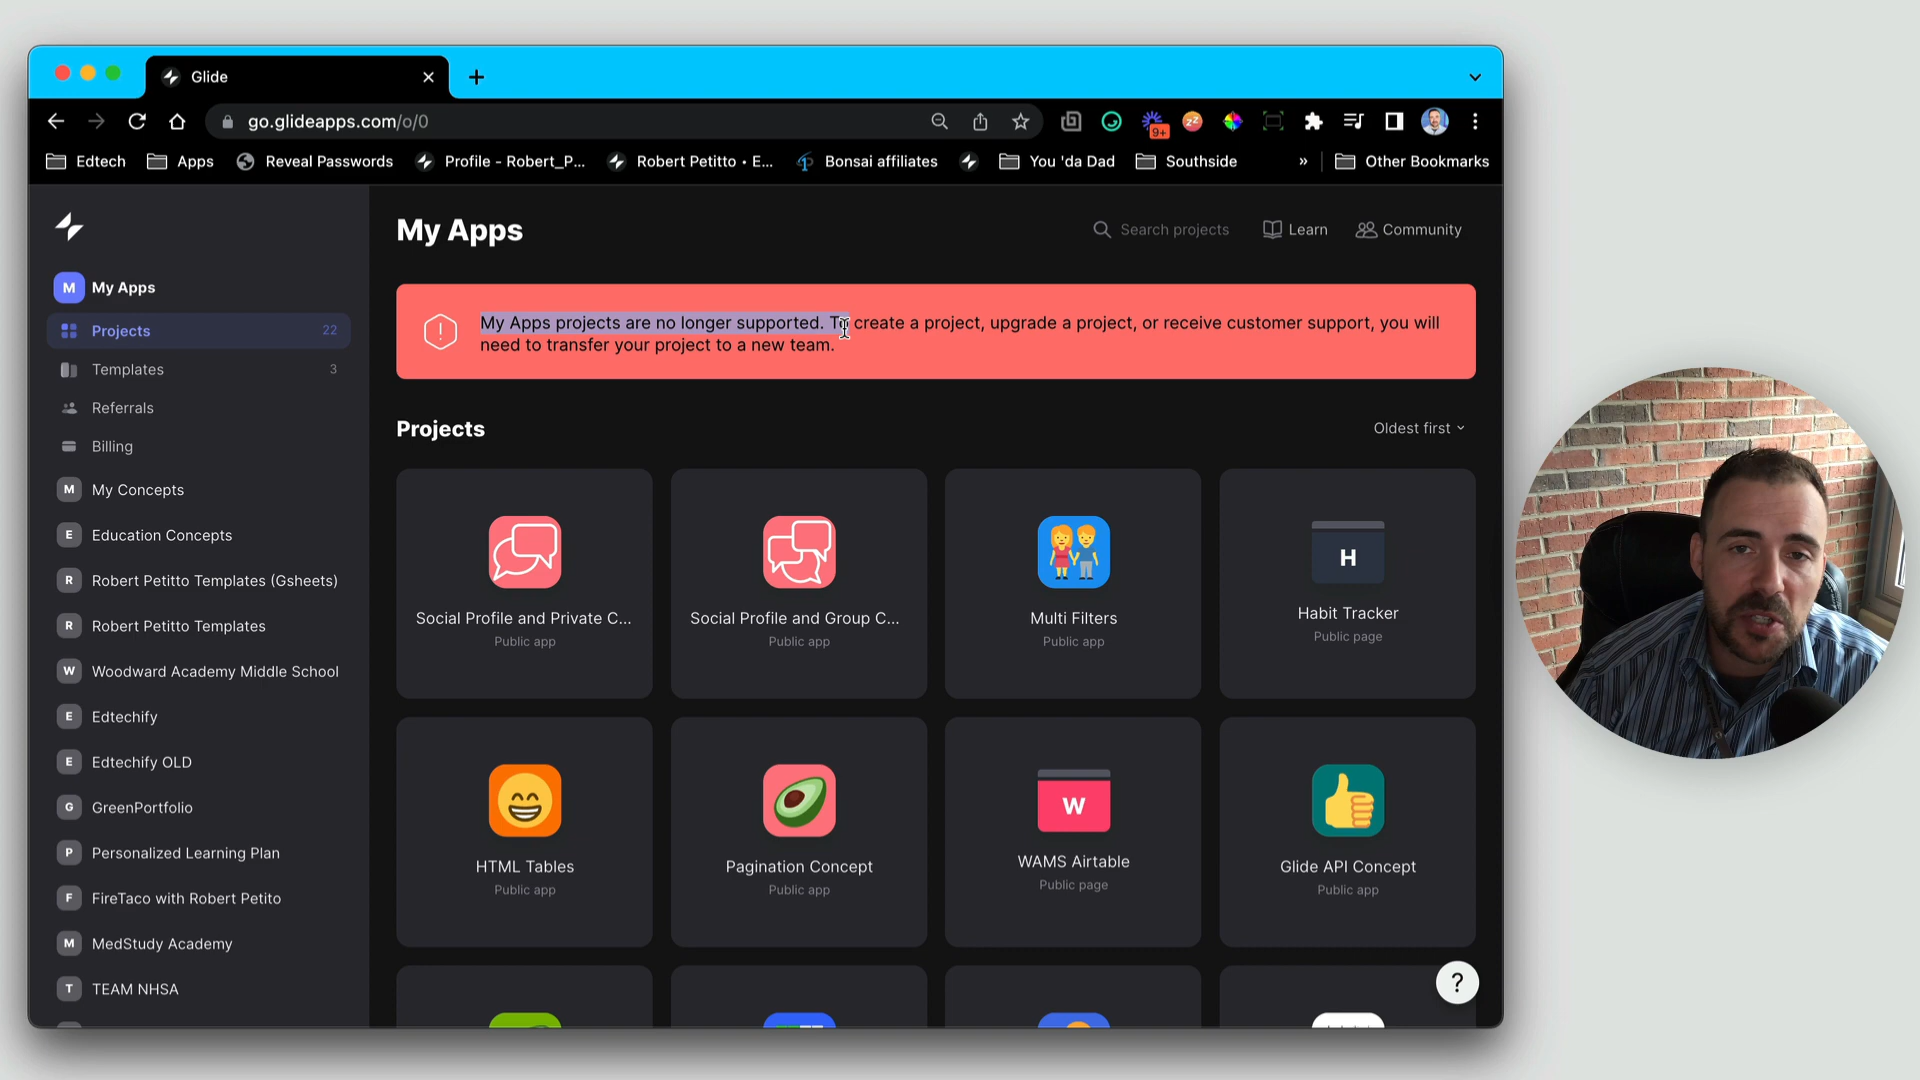 Glide
go.glideapps.com/o/0
9+
zz
Edtech
Apps
Reveal Passwords
Profile - Robert_P...
Robert Petitto • E...
Bonsai affiliates
You 'da Dad
Southside
»
Other Bookmarks
My Apps
Search projects
Learn
Community
M My Apps
Projects 22
Templates 3
Referrals
Billing
M My Concepts
E Education Concepts
R Robert Petitto Templates (Gsheets)
R Robert Petitto Templates
W Woodward Academy Middle School
E Edtechify
E Edtechify OLD
G GreenPortfolio
P Personalized Learning Plan
F FireTaco with Robert Petito
M MedStudy Academy
T TEAM NHSA
My Apps projects are no longer supported. To create a project, upgrade a project, or receive customer support, you will
need to transfer your project to a new team.
Projects
Oldest first
Social Profile and Private C...
Public app
Social Profile and Group C...
Public app
Multi Filters
Public app
H
Habit Tracker
Public page
HTML Tables
Public app
Pagination Concept
Public app
W
WAMS Airtable
Public page
Glide API Concept
Public app
?